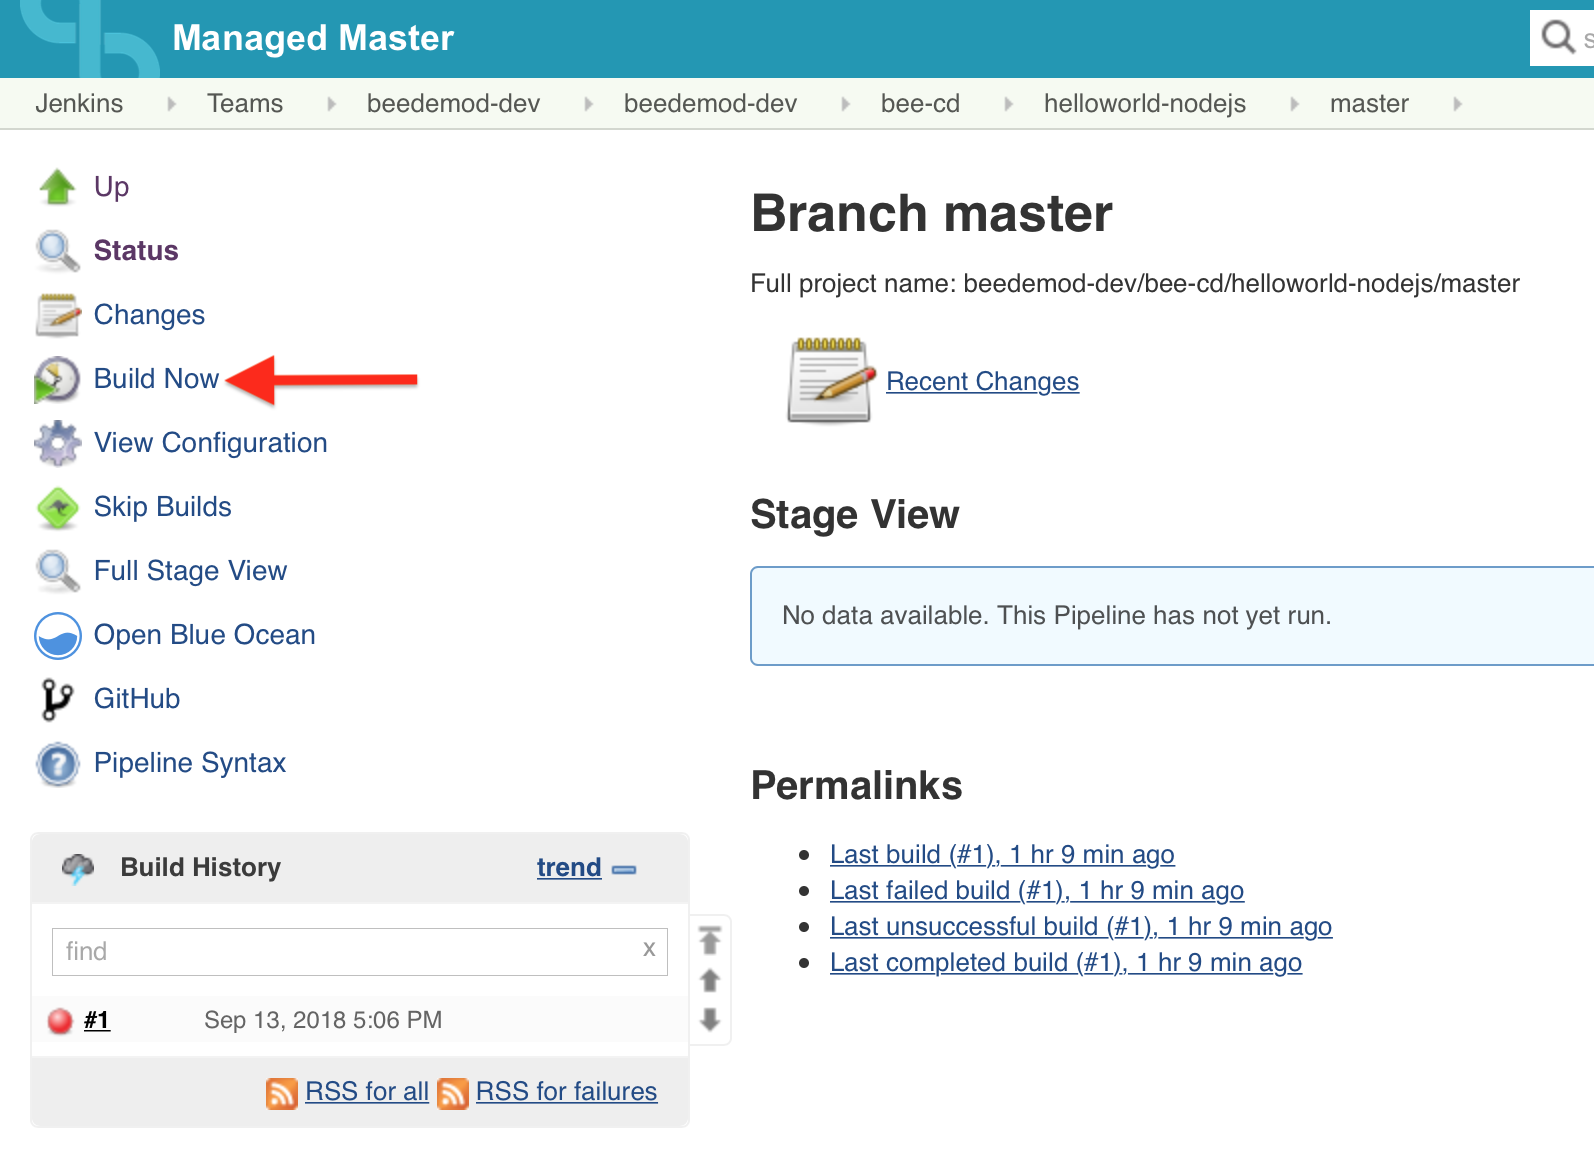 Managed Master
s
Jenkins Teams beedemod-dev beedemod-dev bee-cd helloworld-nodejs master
Up
Status
Changes
Build Now
View Configuration
Skip Builds
Full Stage View
Open Blue Ocean
GitHub
Pipeline Syntax
Build History trend
find x
#1 Sep 13, 2018 5:06 PM
RSS for all RSS for failures
Branch master
Full project name: beedemod-dev/bee-cd/helloworld-nodejs/master
Recent Changes
Stage View
No data available. This Pipeline has not yet run.
Permalinks
Last build (#1), 1 hr 9 min ago
Last failed build (#1), 1 hr 9 min ago
Last unsuccessful build (#1), 1 hr 9 min ago
Last completed build (#1), 1 hr 9 min ago